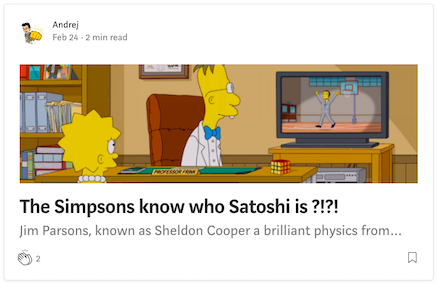 Andrej
Feb 24 · 2 min read
PROFESSOR FRINK
The Simpsons know who Satoshi is ?!?!
Jim Parsons, known as Sheldon Cooper a brilliant physics from...
2